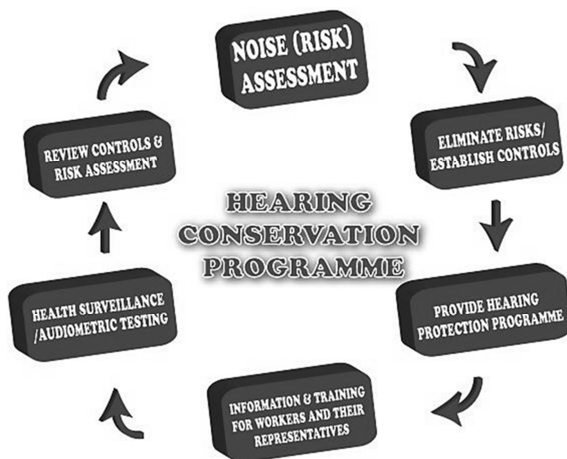 NOISE (RISK)
ASSESSMENT
ELIMINATE RISKS/
ESTABLISH CONTROLS
PROVIDE HEARING
PROTECTION PROGRAMME
INFORMATION & TRAINING
FOR WORKERS AND THEIR
REPRESENTATIVES
HEALTH SURVEILLANCE
/AUDIOMETRIC TESTING
REVIEW CONTROLS &
RISK ASSESSMENT
HEARING
CONSERVATION
PROGRAMME